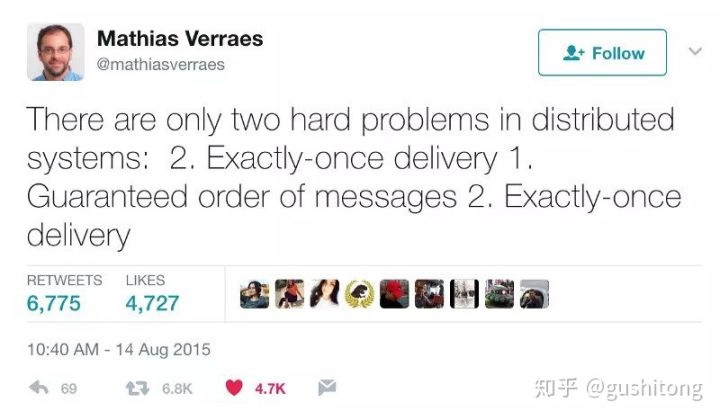 Mathias Verraes
@mathiasverraes
Follow
There are only two hard problems in distributed
systems:  2. Exactly-once delivery 1.
Guaranteed order of messages 2. Exactly-once
delivery
RETWEETS LIKES
6,775 4,727
10:40 AM - 14 Aug 2015
69 6.8K 4.7K
知乎 @gushitong